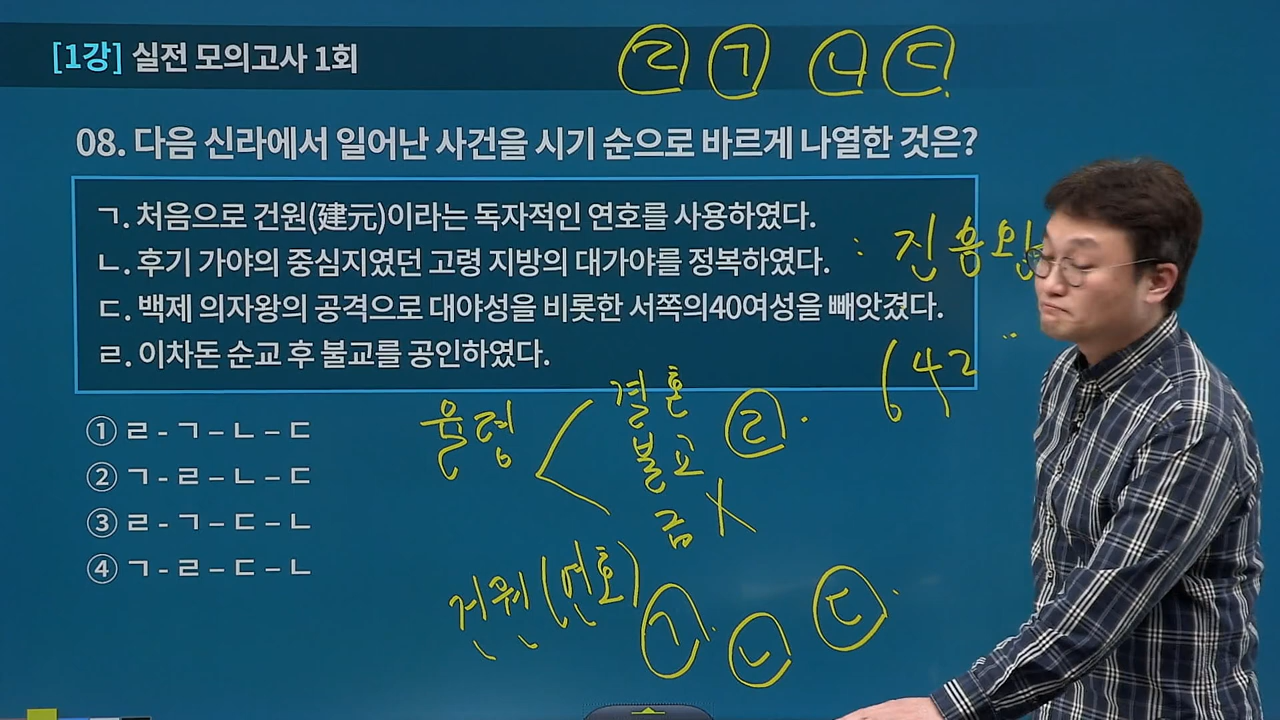 [1강] 실전 모의고사 1회
ㄹ ㄱ ㄴ ㄷ
08. 다음 신라에서 일어난 사건을 시기 순으로 바르게 나열한 것은?
ㄱ. 처음으로 건원(建元)이라는 독자적인 연호를 사용하였다.
ㄴ. 후기 가야의 중심지였던 고령 지방의 대가야를 정복하였다.
: 진흥왕
ㄷ. 백제 의자왕의 공격으로 대야성을 비롯한 서쪽의40여성을 빼앗겼다.
ㄹ. 이차돈 순교 후 불교를 공인하였다.
642
① ㄹ - ㄱ – ㄴ – ㄷ
② ㄱ - ㄹ – ㄴ – ㄷ
③ ㄹ - ㄱ – ㄷ – ㄴ
④ ㄱ - ㄹ – ㄷ – ㄴ
율령
결혼
불교 ㄹ
금 X
(연호)
ㄱ ㄴ ㄷ